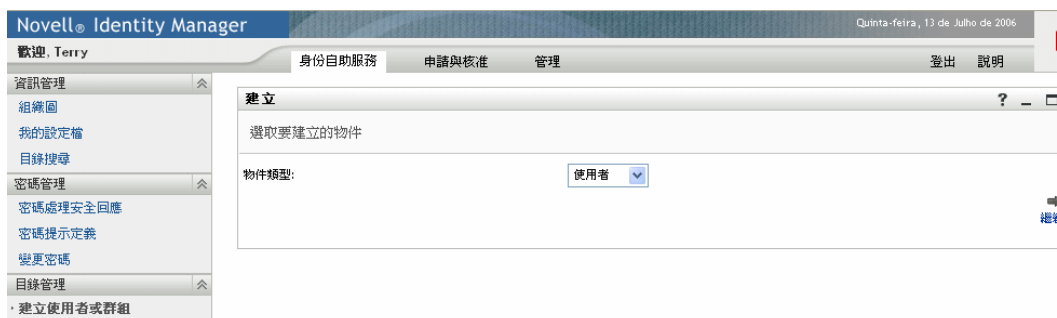 Novell® Identity Manager
Quinta-feira, 13 de Julho de 2006
歡迎, Terry
身份自助服務 申請與核准 管理 登出 說明
資訊管理
組織圖
我的設定檔
目錄搜尋
密碼管理
密碼處理安全回應
密碼提示定義
變更密碼
目錄管理
建立使用者或群組
建立
?
選取要建立的物件
物件類型: 使用者